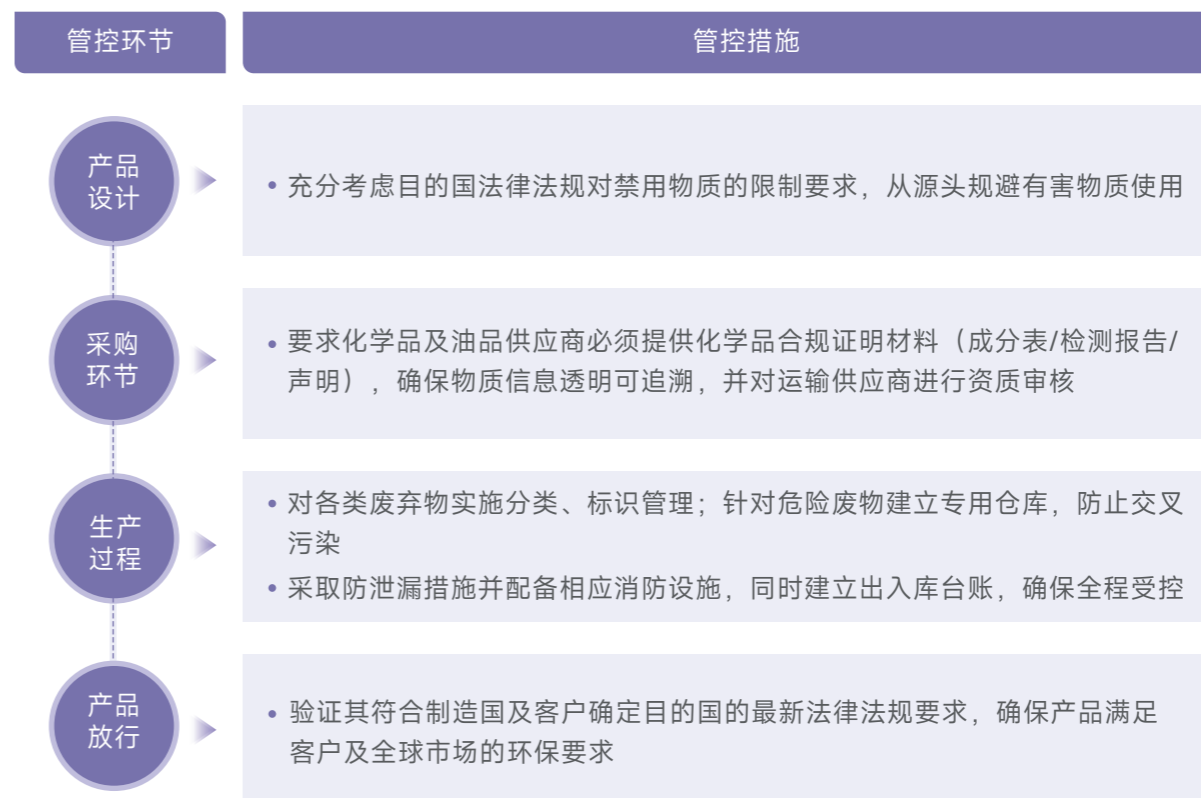 管控环节
管控措施
产品
设计
• 充分考虑目的国法律法规对禁用物质的限制要求，从源头规避有害物质使用
采购
环节
• 要求化学品及油品供应商必须提供化学品合规证明材料（成分表/检测报告/
声明），确保物质信息透明可追溯，并对运输供应商进行资质审核
生产
过程
• 对各类废弃物实施分类、标识管理；针对危险废物建立专用仓库，防止交叉
污染
• 采取防泄漏措施并配备相应消防设施，同时建立出入库台账，确保全程受控
产品
放行
• 验证其符合制造国及客户确定目的国的最新法律法规要求，确保产品满足
客户及全球市场的环保要求